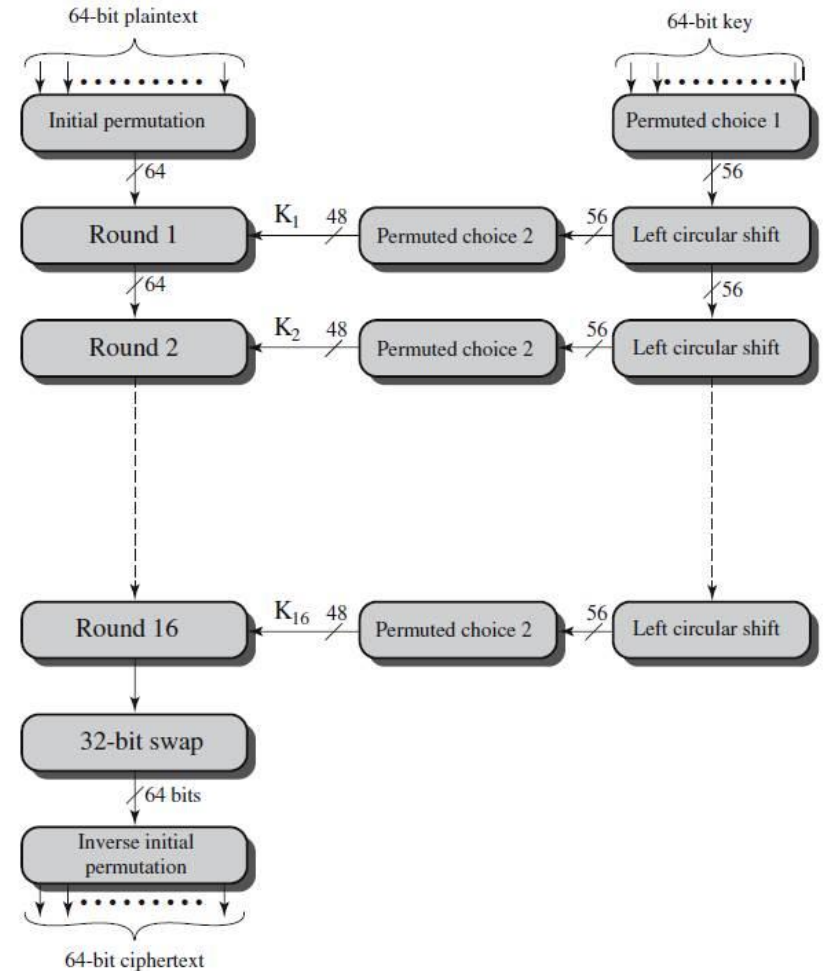 64-bit plaintext
64-bit key
Initial permutation
Permuted choice 1
64
56
Round 1
K₁
48
Permuted choice 2
56
Left circular shift
64
56
Round 2
K₂
48
Permuted choice 2
56
Left circular shift
Round 16
K₁₆
48
Permuted choice 2
56
Left circular shift
32-bit swap
64 bits
Inverse initial
permutation
64-bit ciphertext